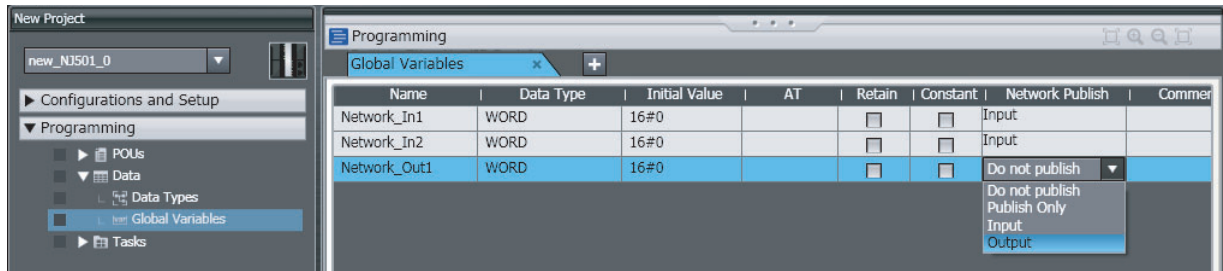 New Project
new_NJ501_0
Configurations and Setup
Programming
POUs
Data
Data Types
Global Variables
Tasks
Programming
Global Variables
Name Data Type Initial Value AT Retain Constant Network Publish Commen
Network_In1 WORD 16#0 Input
Network_In2 WORD 16#0 Input
Network_Out1 WORD 16#0 Do not publish
Do not publish
Publish Only
Input
Output